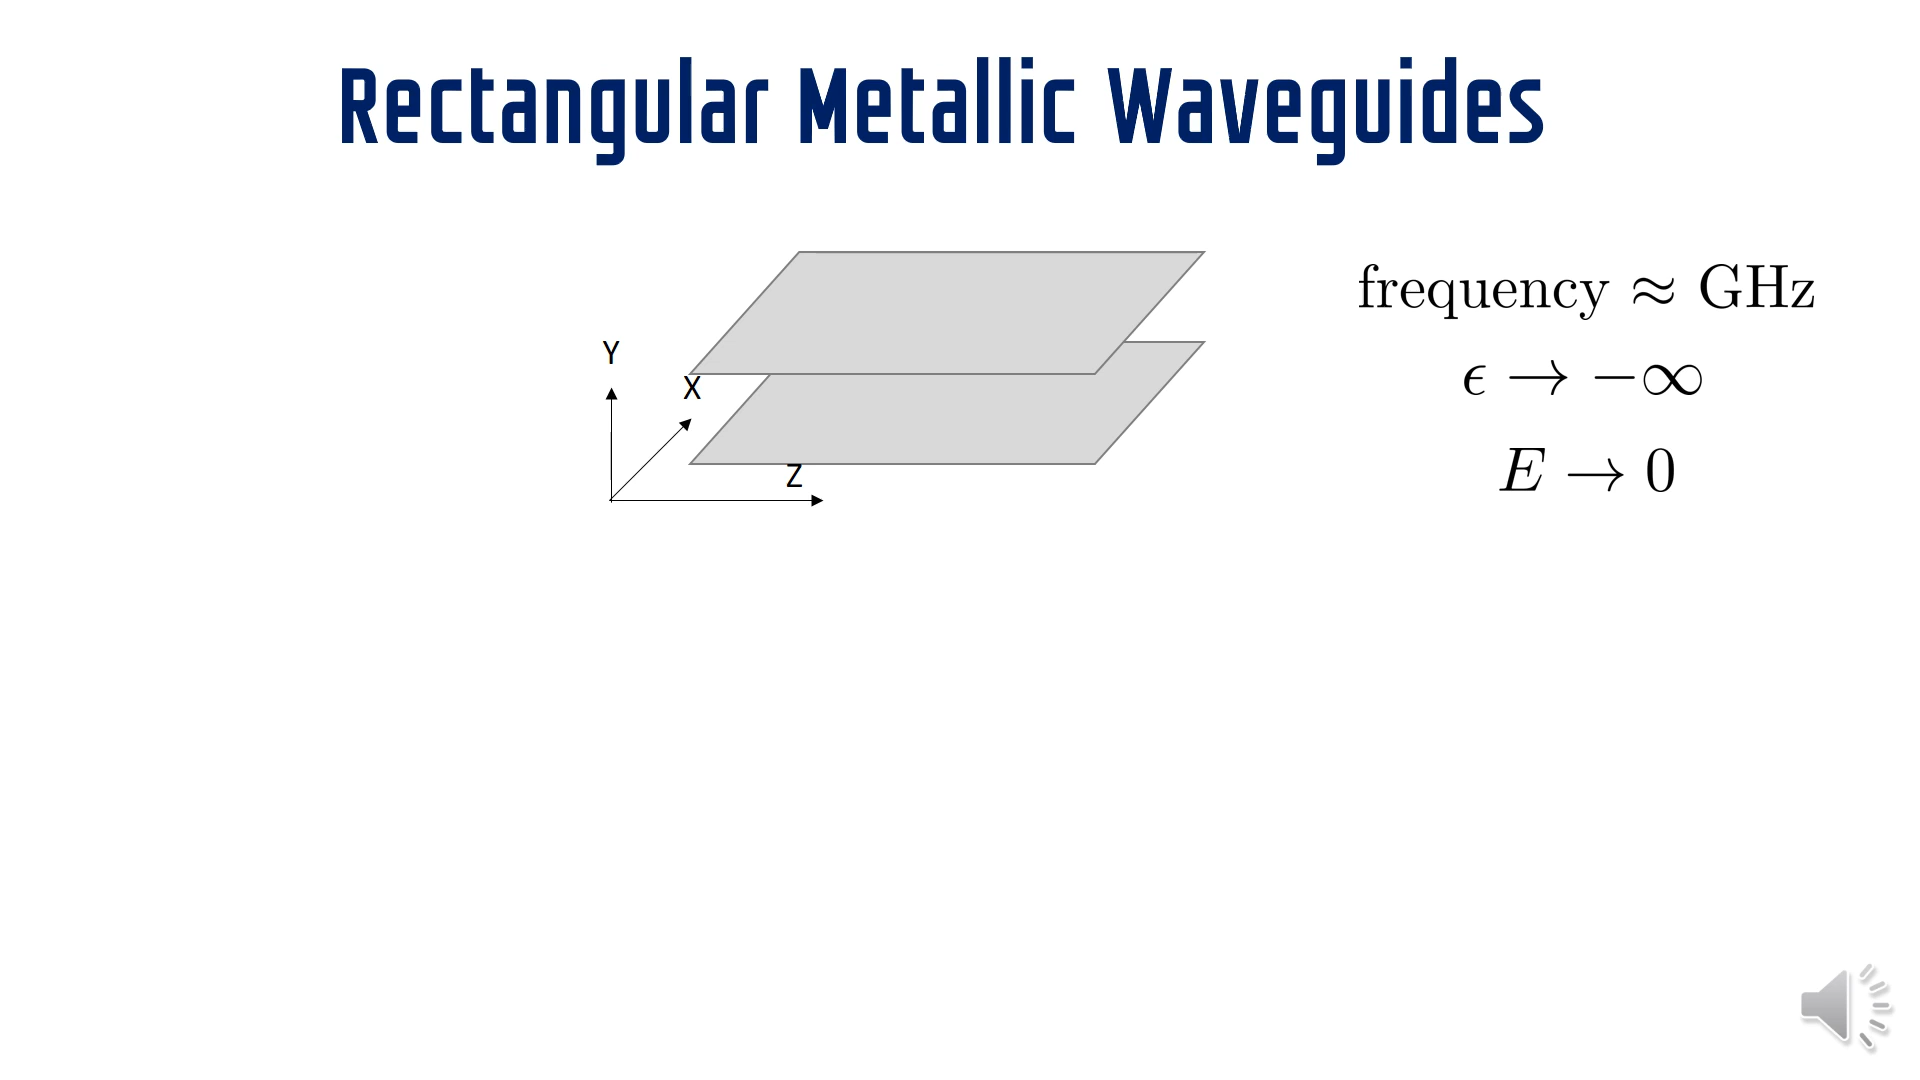 Rectangular Metallic Waveguides
frequency ≈ GHz
Y
ϵ → −∞
X
E → 0
Z